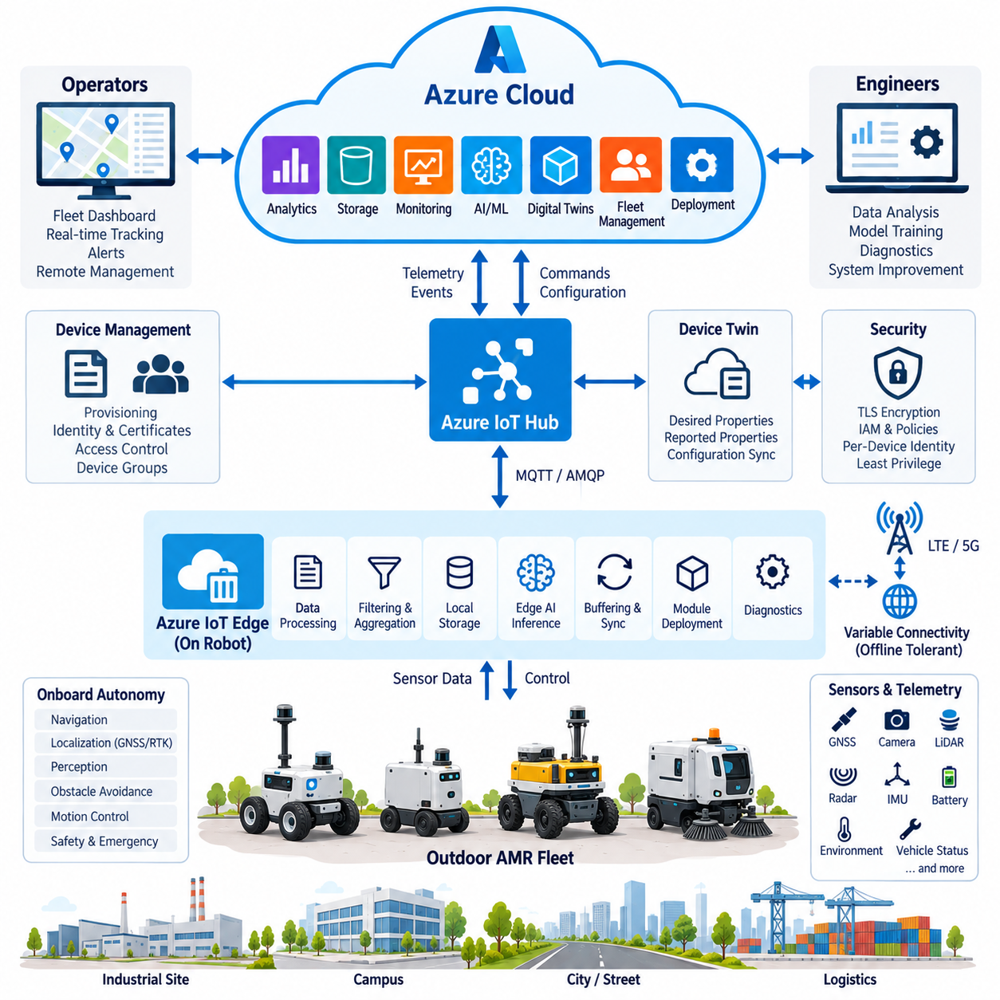 Azure Cloud
Operators
Fleet Dashboard
Real-time Tracking
Alerts
Remote Management
Analytics
Storage
Monitoring
AI/ML
Digital Twins
Fleet
Management
Deployment
Engineers
Data Analysis
Model Training
Diagnostics
System Improvement
Telemetry
Events
Commands
Configuration
Device Management
Provisioning
Identity & Certificates
Access Control
Device Groups
Azure IoT Hub
Device Twin
Desired Properties
Reported Properties
Configuration Sync
Security
TLS Encryption
IAM & Policies
Per-Device Identity
Least Privilege
MQTT / AMQP
Azure IoT Edge
(On Robot)
Data
Processing
Filtering &
Aggregation
Local
Storage
Edge AI
Inference
Buffering &
Sync
Module
Deployment
Diagnostics
LTE / 5G
Variable Connectivity
(Offline Tolerant)
Sensor Data
Control
Onboard Autonomy
Navigation
Localization (GNSS/RTK)
Perception
Obstacle Avoidance
Motion Control
Safety & Emergency
Outdoor AMR Fleet
Sensors & Telemetry
GNSS
Camera
LiDAR
Radar
IMU
Battery
Environment
Vehicle Status
... and more
Industrial Site
Campus
City / Street
Logistics